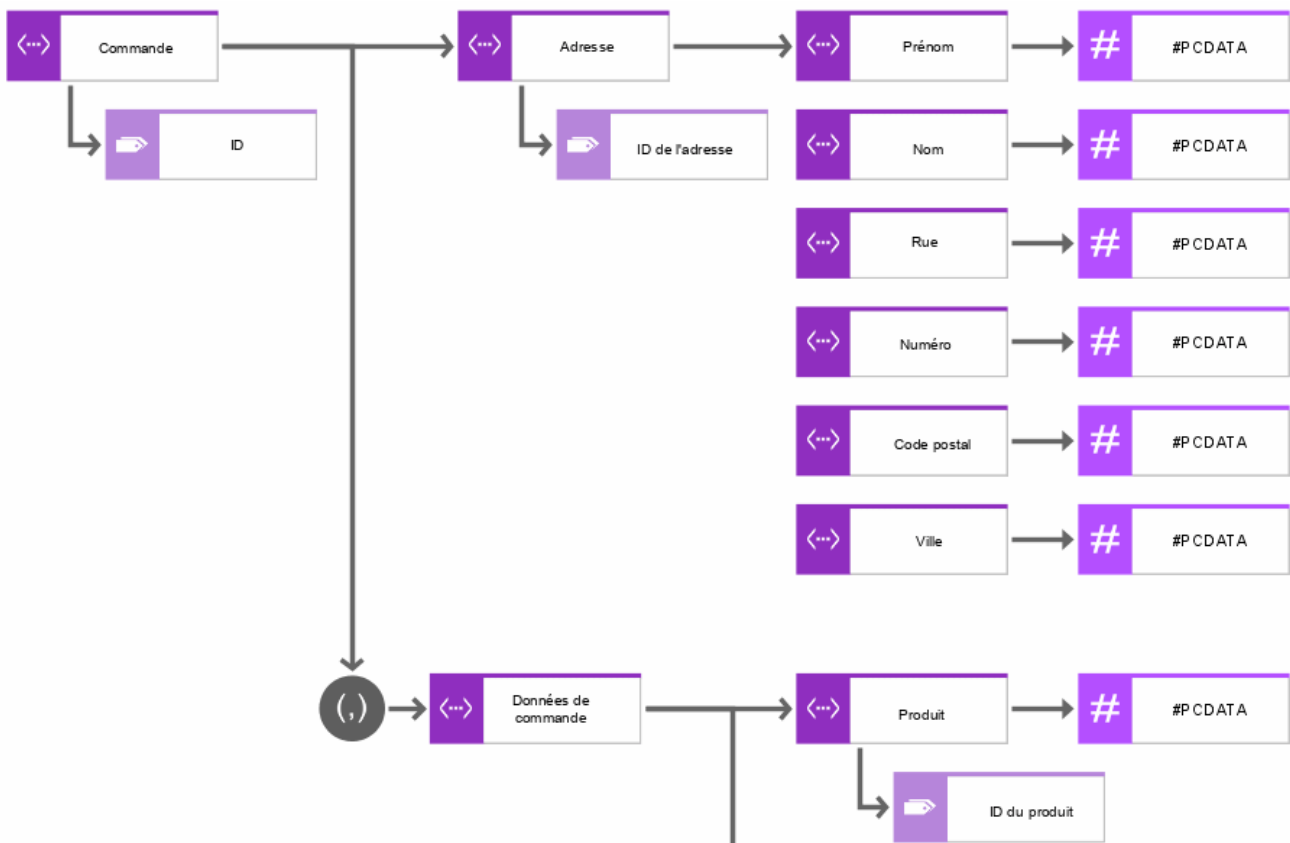 Commande
Adresse
Prénom
#PCDATA
ID
ID de l'adresse
Nom
#PCDATA
Rue
#PCDATA
Numéro
#PCDATA
Code postal
#PCDATA
Ville
#PCDATA
(,)
Données de
commande
Produit
#PCDATA
ID du produit